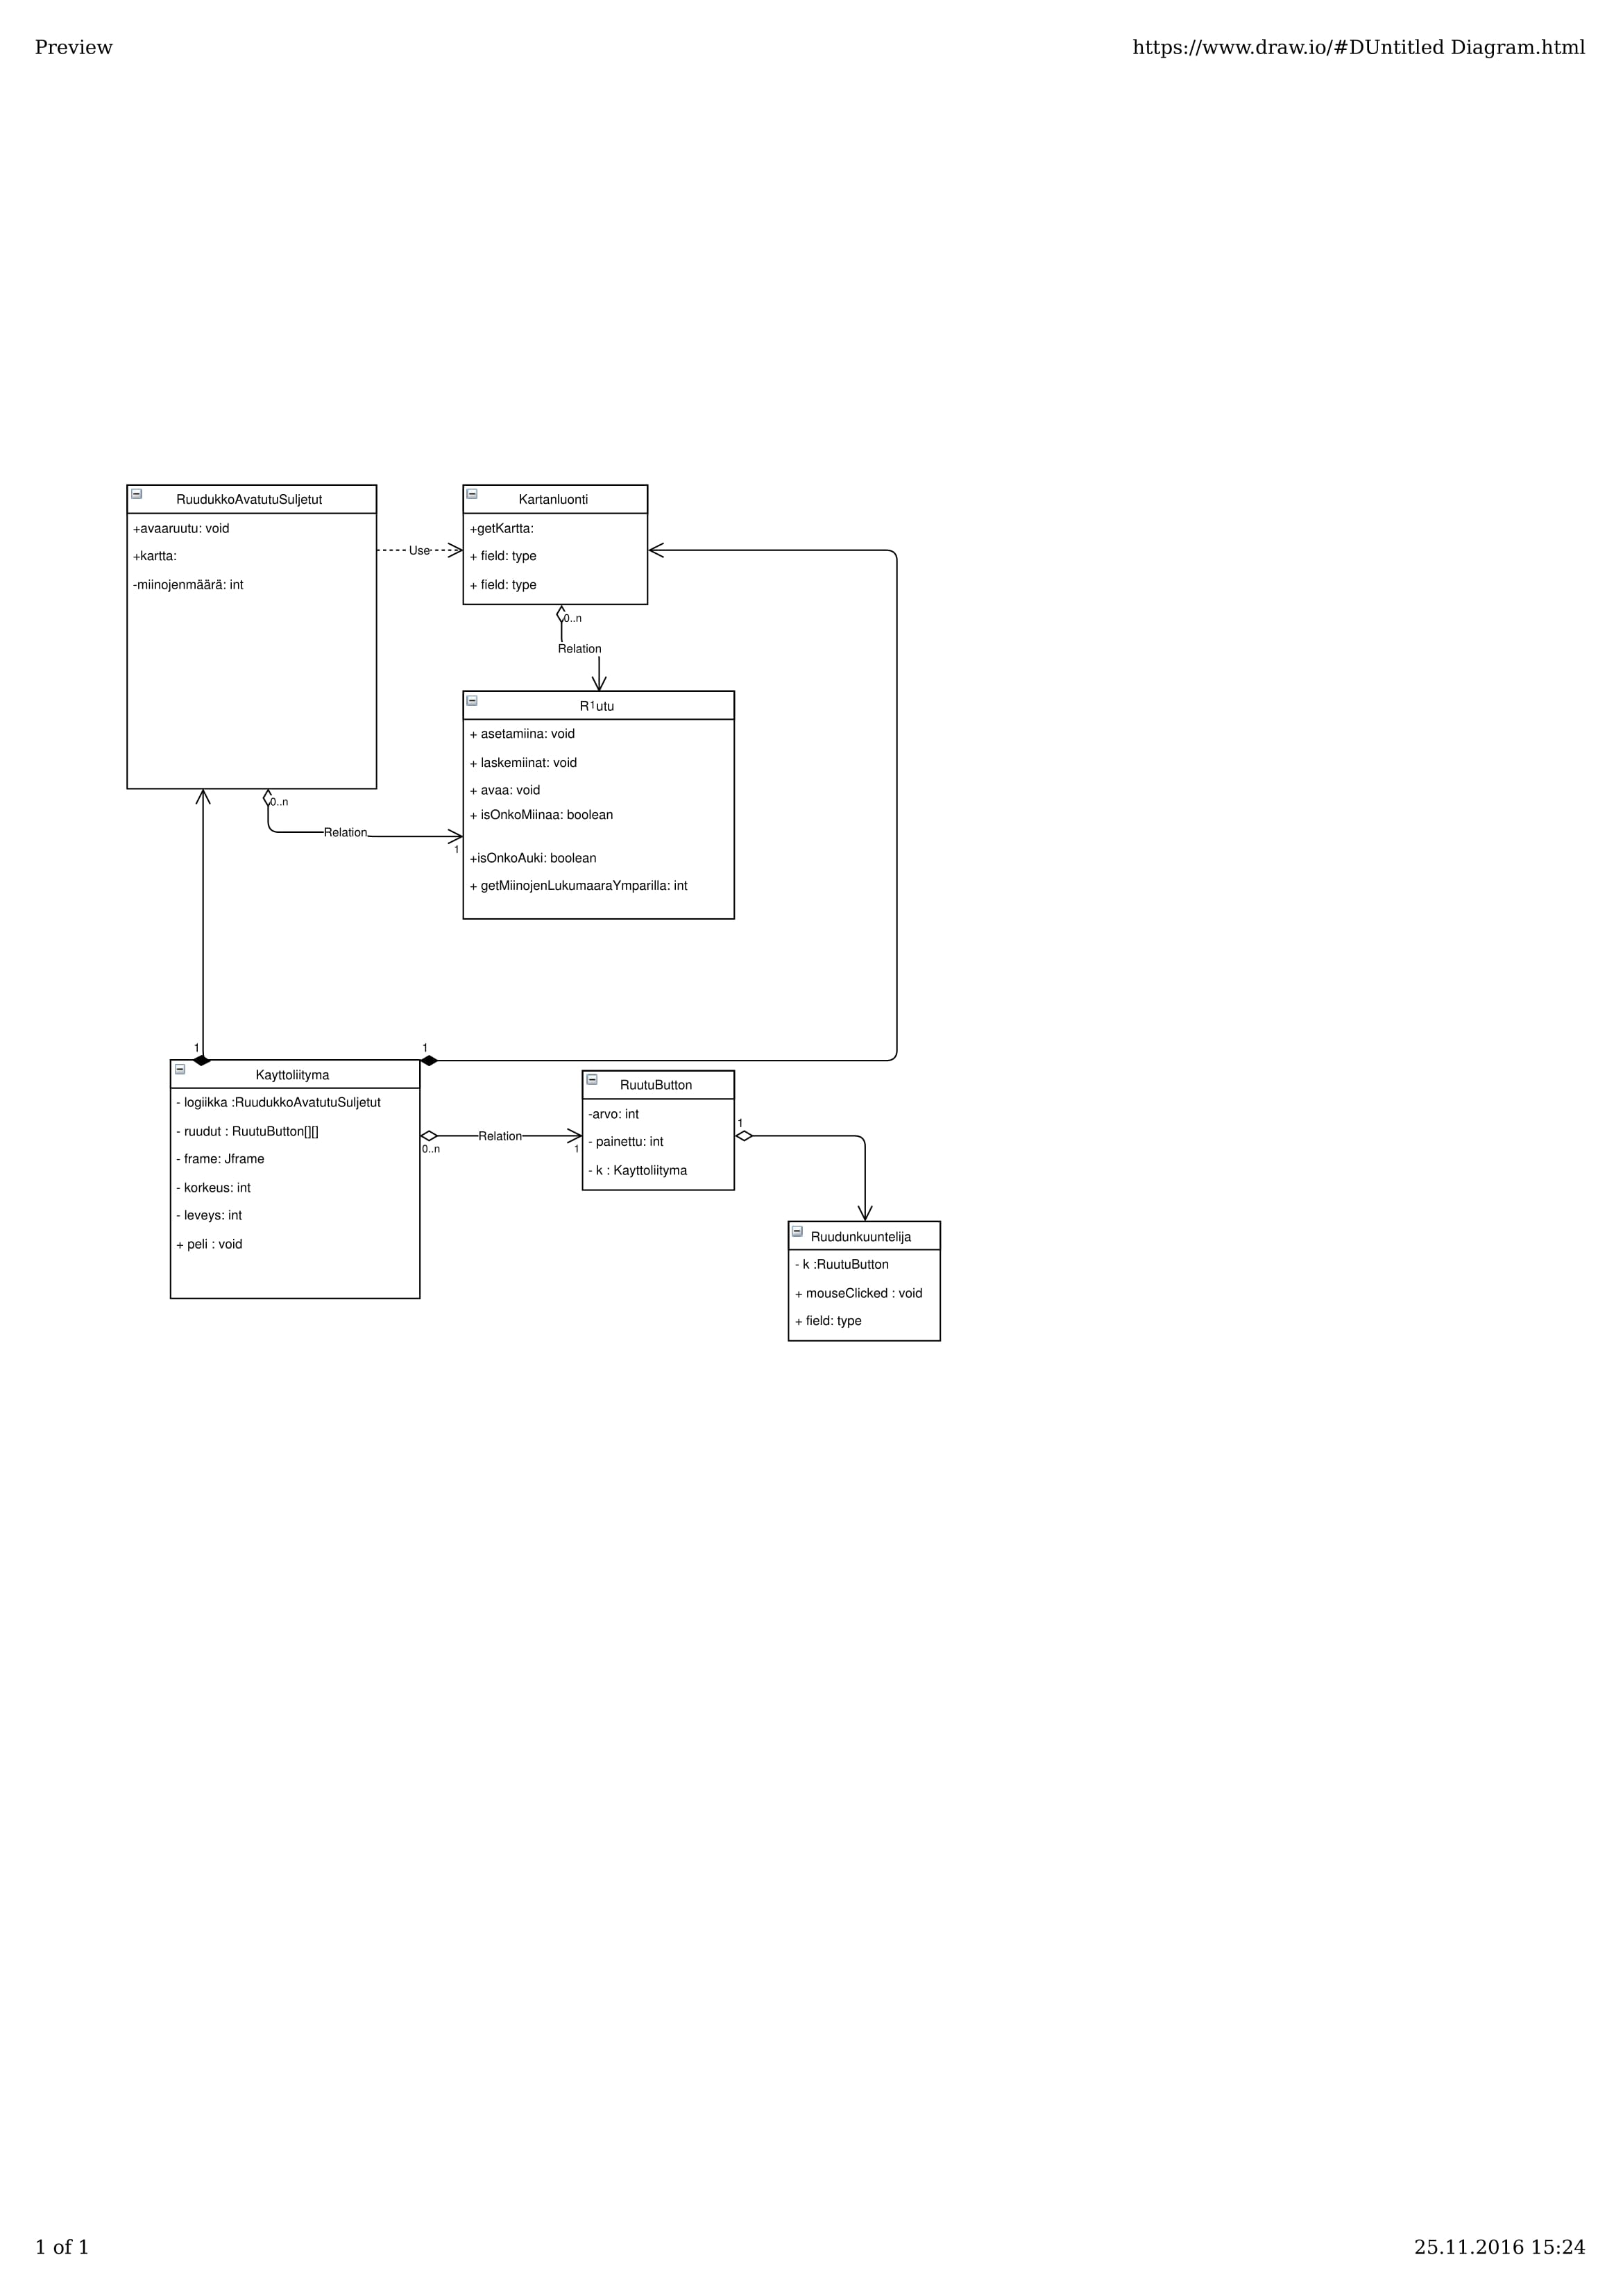 Preview
https://www.draw.io/#DUntitled Diagram.html
RuudukkoAvatutuSuljetut
+avaaruutu: void
+kartta:
-miinojenmäärä: int
Use
Kartanluonti
+getKartta:
+ field: type
+ field: type
0..n
Relation
1
Ruutu
+ asetamiina: void
+ laskemiinat: void
+ avaa: void
+ isOnkoMiinaa: boolean
+isOnkoAuki: boolean
+ getMiinojenLukumaaraYmparilla: int
0..n
Relation
1
1
1
Kayttoliityma
- logiikka :RuudukkoAvatutuSuljetut
- ruudut : RuutuButton[][]
- frame: Jframe
- korkeus: int
- leveys: int
+ peli : void
0..n
Relation
1
RuutuButton
-arvo: int
- painettu: int
- k : Kayttoliityma
1
Ruudunkuuntelija
- k :RuutuButton
+ mouseClicked : void
+ field: type
1 of 1
25.11.2016 15:24